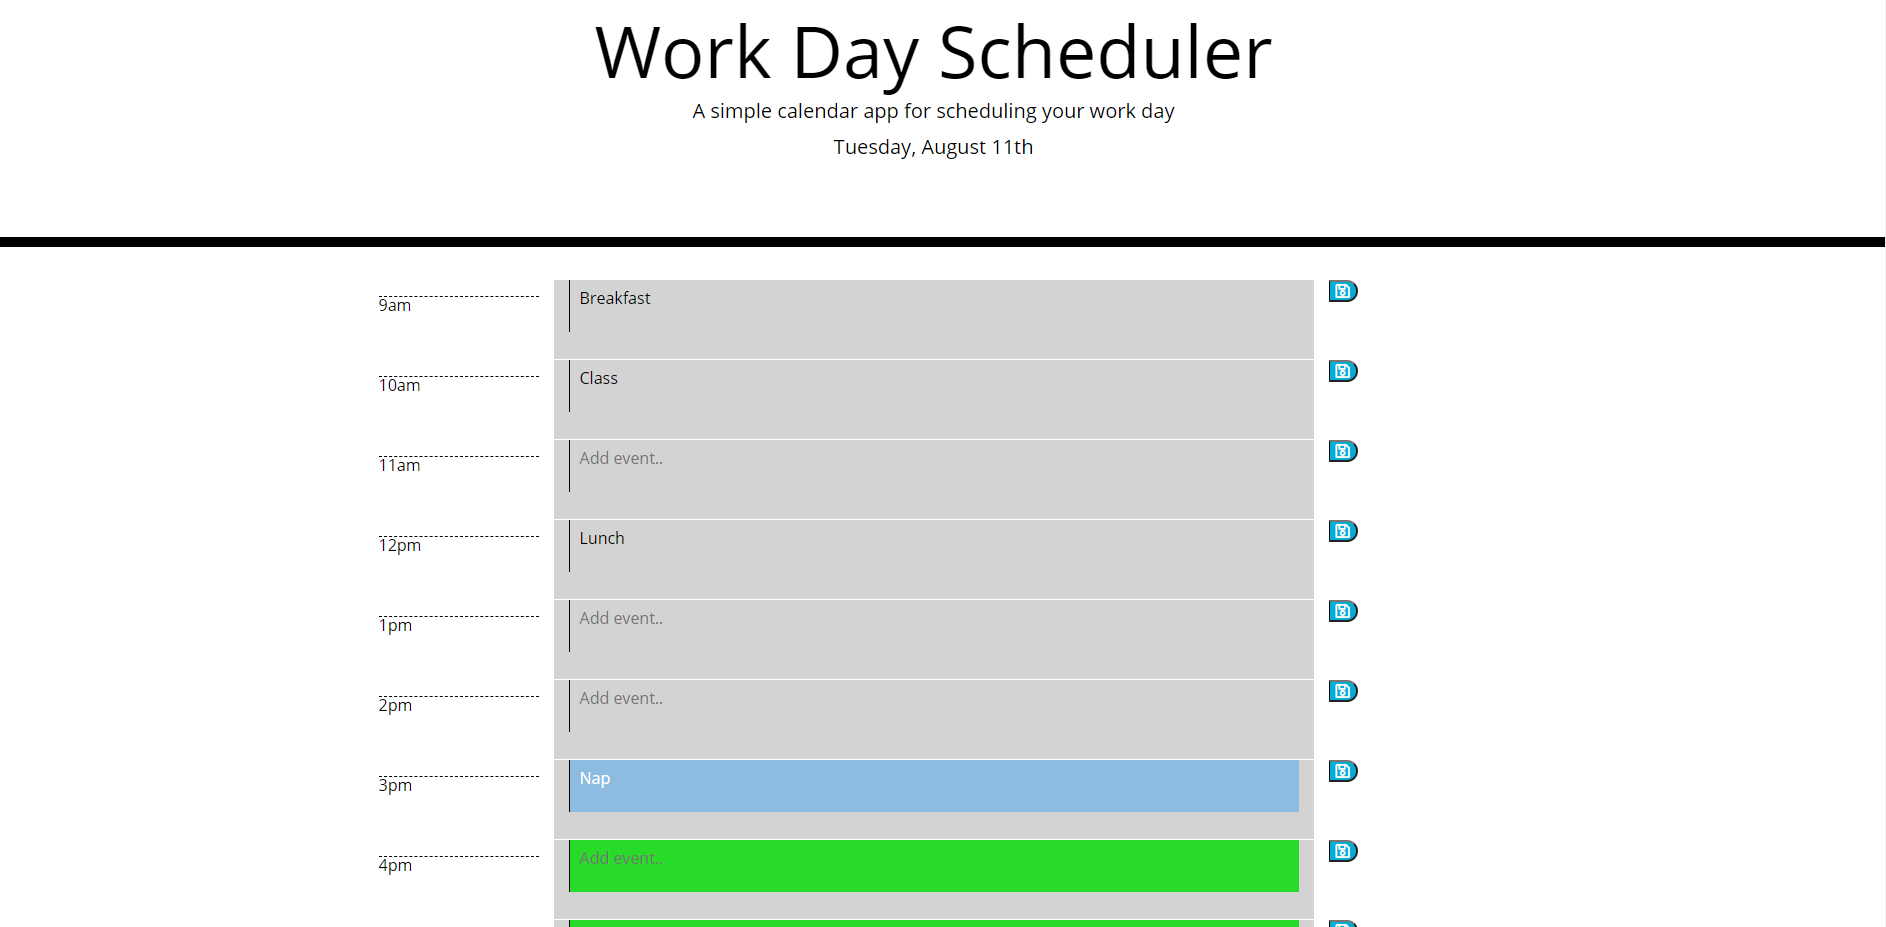 Work Day Scheduler
A simple calendar app for scheduling your work day
Tuesday, August 11th
9am
Breakfast
10am
Class
11am
Add event..
12pm
Lunch
1pm
Add event..
2pm
Add event..
3pm
Nap
4pm
Add event..